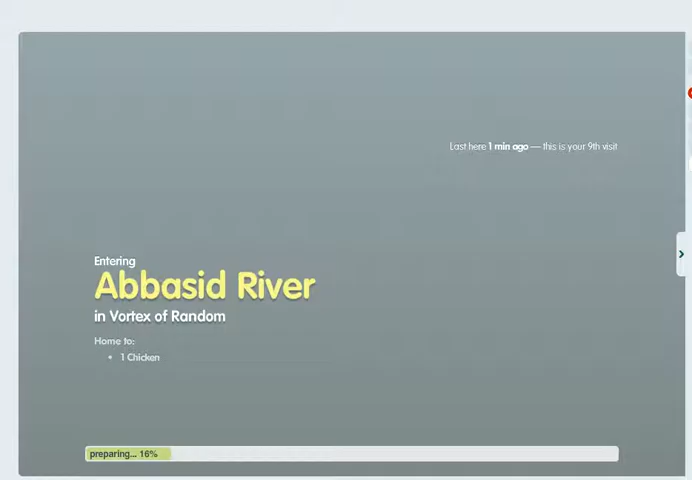 Last here 1 min ago — this is your 9th visit
Entering
Abbasid River
in Vortex of Random
Home to:
• 1 Chicken
preparing... 16%